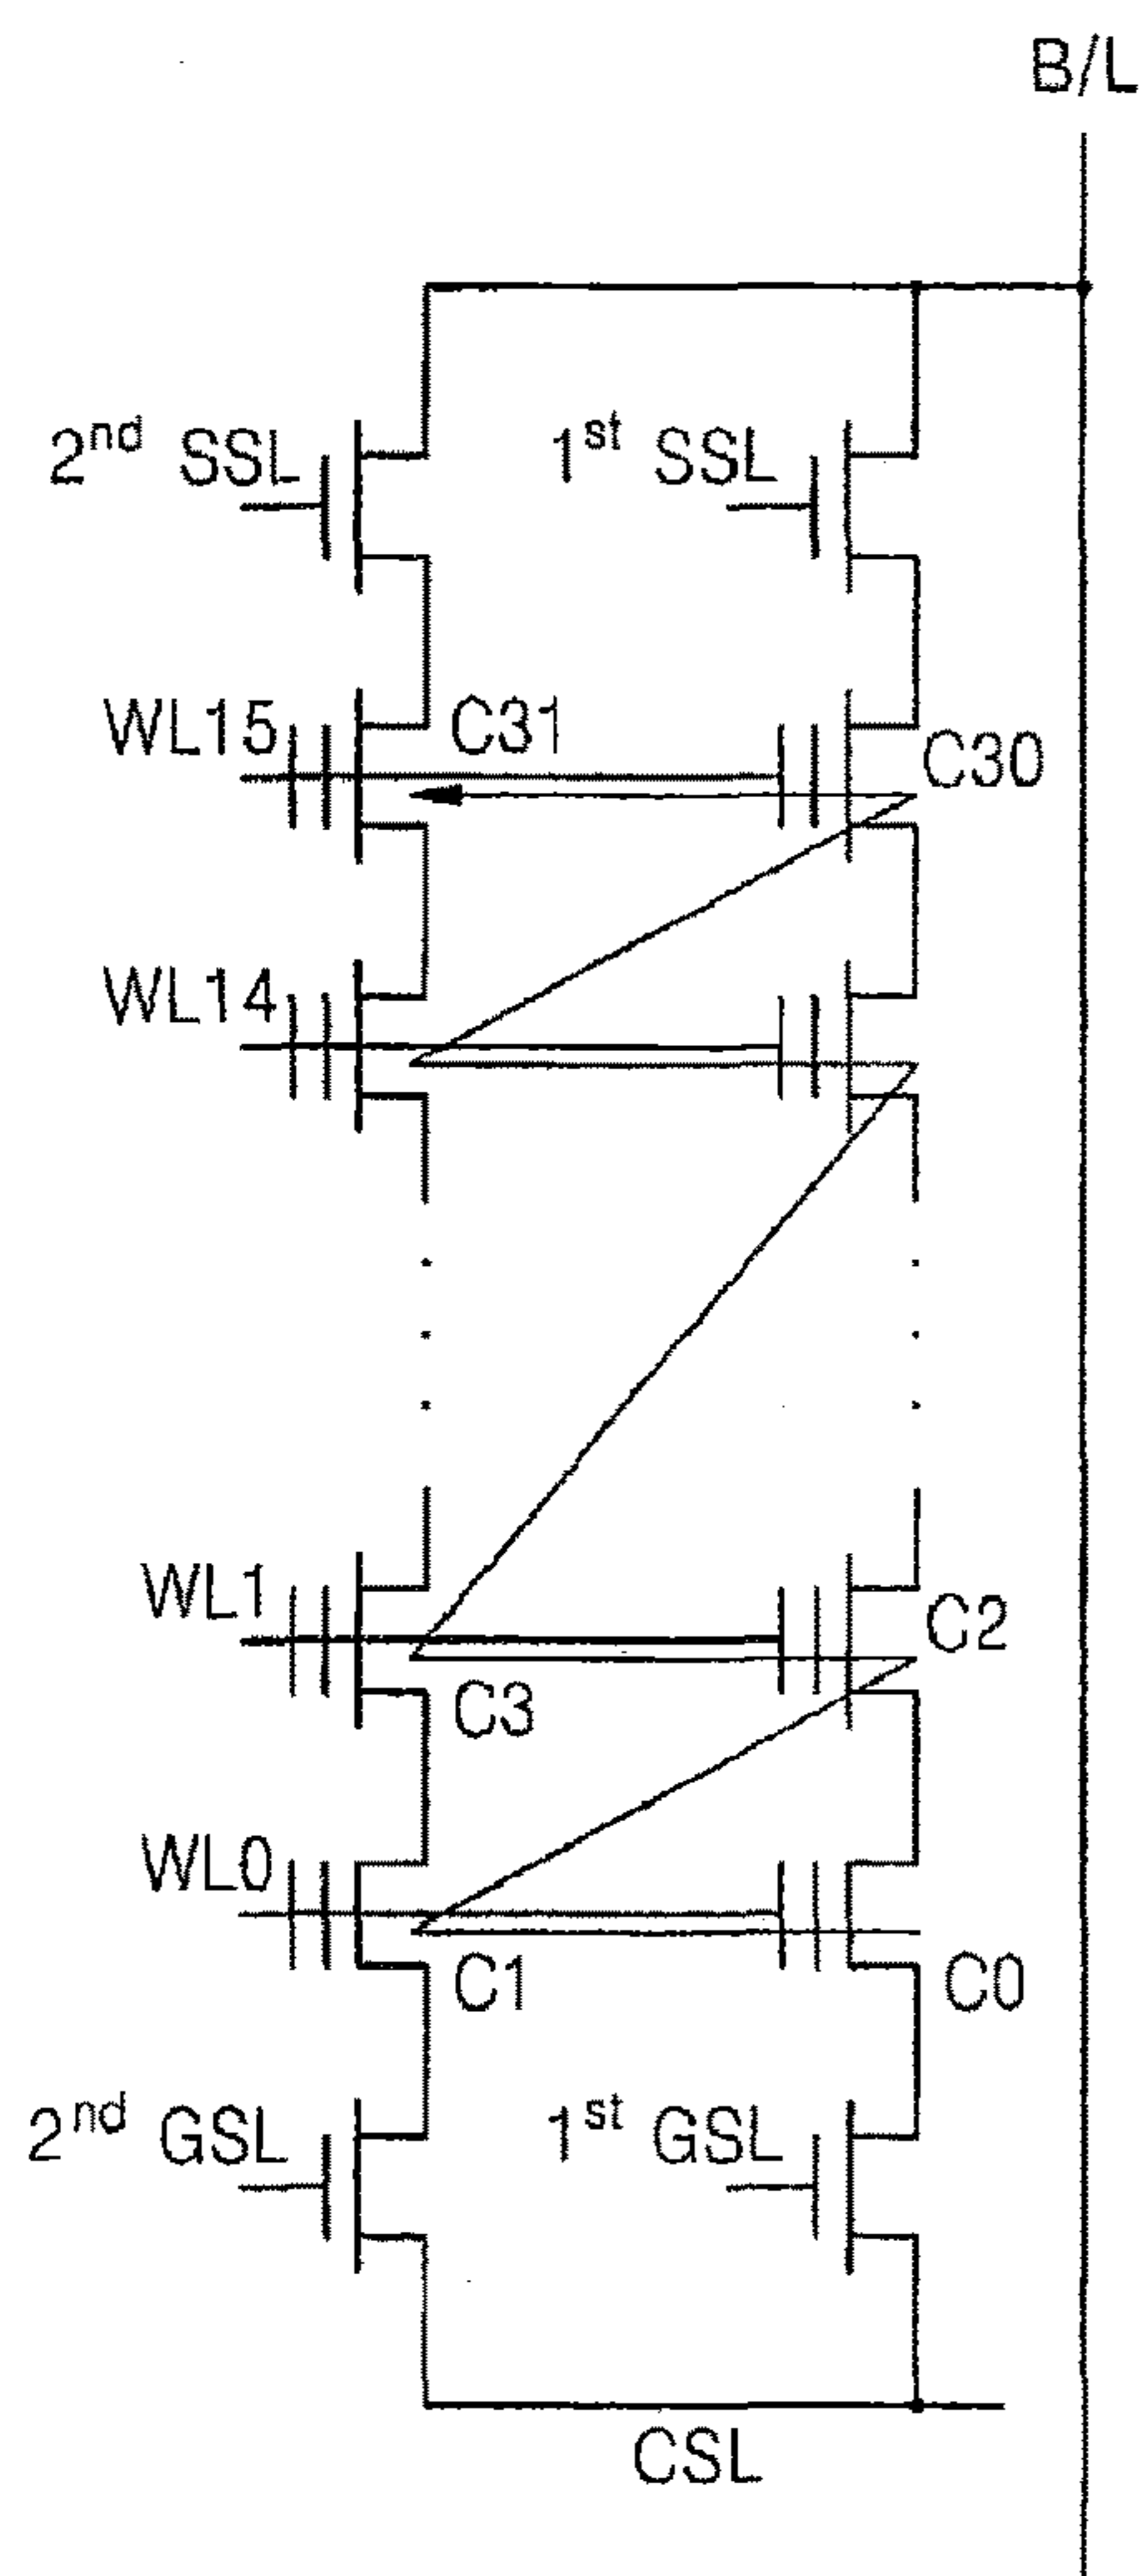 B/L
2nd SSL
1st SSL
WL15
C31
C30
WL14
WL1
C2
C3
WL0
C1
C0
2nd GSL
1st GSL
CSL